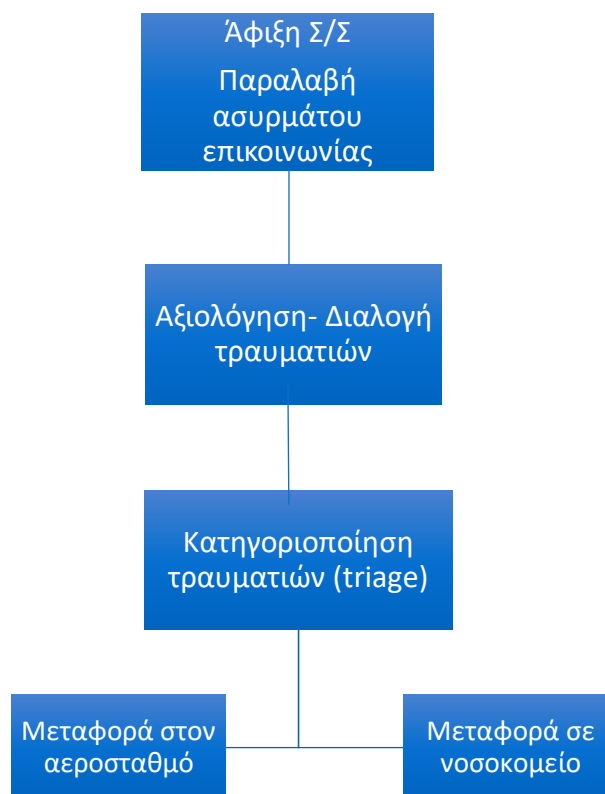 Άφιξη Σ/Σ
Παραλαβή
ασυρμάτου
επικοινωνίας
Αξιολόγηση- Διαλογή
τραυματιών
Κατηγοριοποίηση
τραυματιών (triage)
Μεταφορά στον
αεροσταθμό
Μεταφορά σε
νοσοκομείο